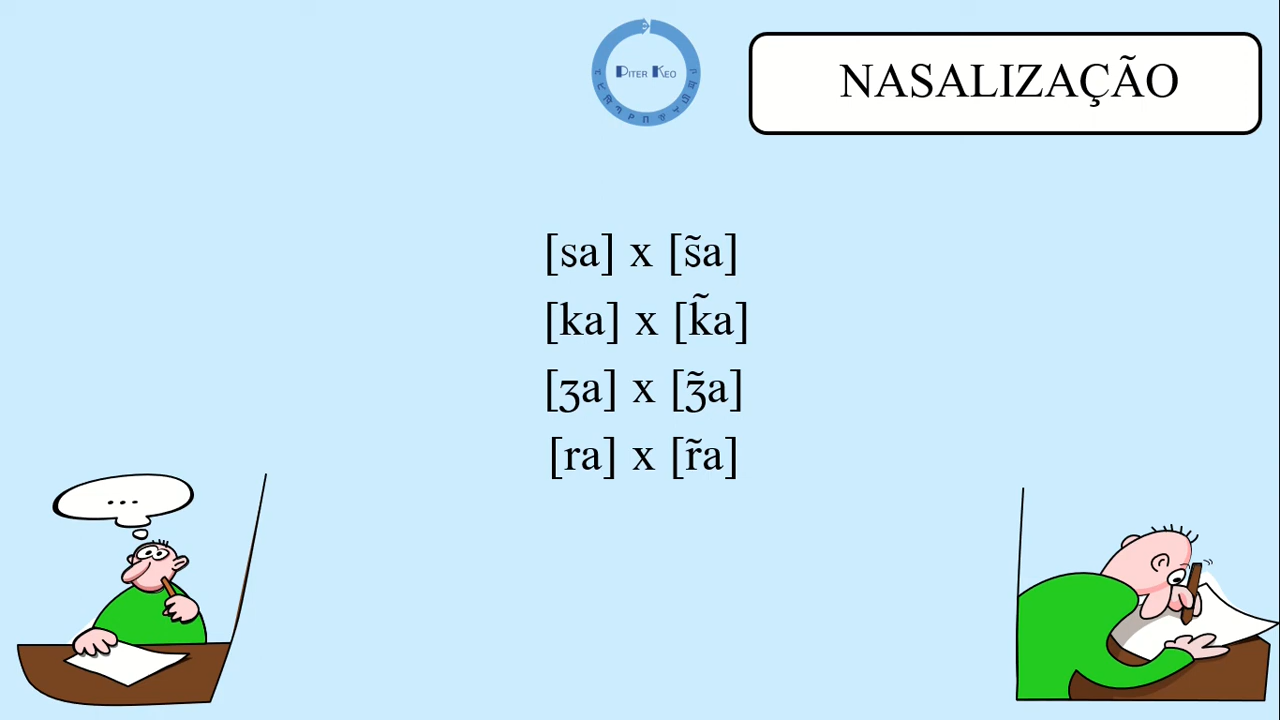 PITER KEO
NASALIZAÇÃO
[sa] x [s̃a]
[ka] x [k̃a]
[ʒa] x [ʒ̃a]
[ra] x [r̃a]
...